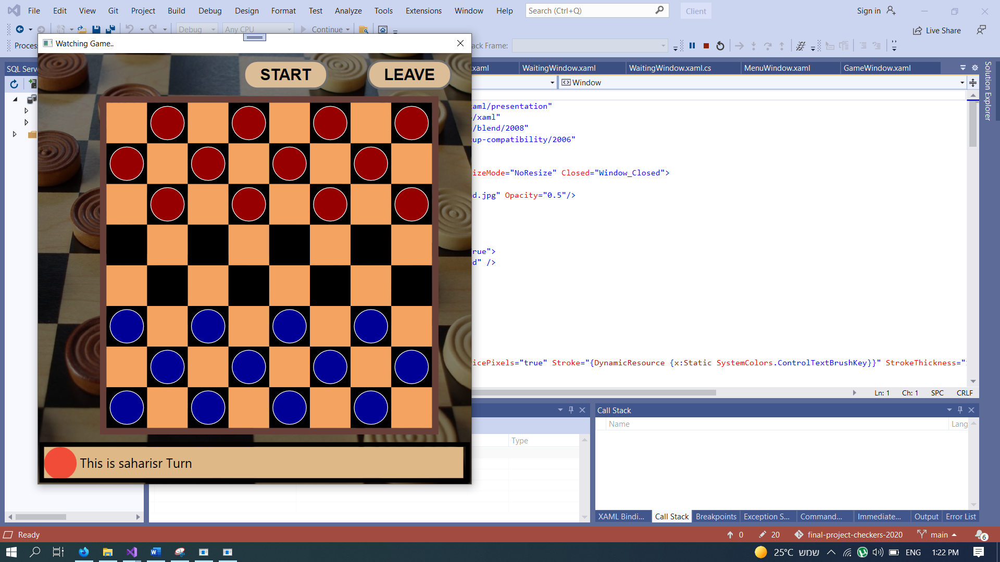 File Edit View Git Project Build Debug Design Format Test Analyze Tools Extensions Window Help Search (Ctrl+Q) Client Sign in
Debug Any CPU Continue Live Share
Watching Game..
START LEAVE
Stack Frame:
SQL Serve
.xaml WaitingWindow.xaml WaitingWindow.xaml.cs MenuWindow.xaml GameWindow.xaml
Window
Solution Explorer
xaml/presentation"
/xaml"
/blend/2008"
kup-compatibility/2006"
izeMode="NoResize" Closed="Window_Closed">
d.jpg" Opacity="0.5"/>
rue">
d" />
icePixels="true" Stroke="{DynamicResource {x:Static SystemColors.ControlTextBrushKey}}" StrokeThickness="
Ln: 1 Ch: 1 SPC CRLF
Call Stack
Name Lang
Type
This is saharisr Turn
XAML Bindi... Call Stack Breakpoints Exception S... Command... Immediate... Output Error List
Ready 0 20 final-project-checkers-2020 main 6
25°C שמש ENG 1:22 PM